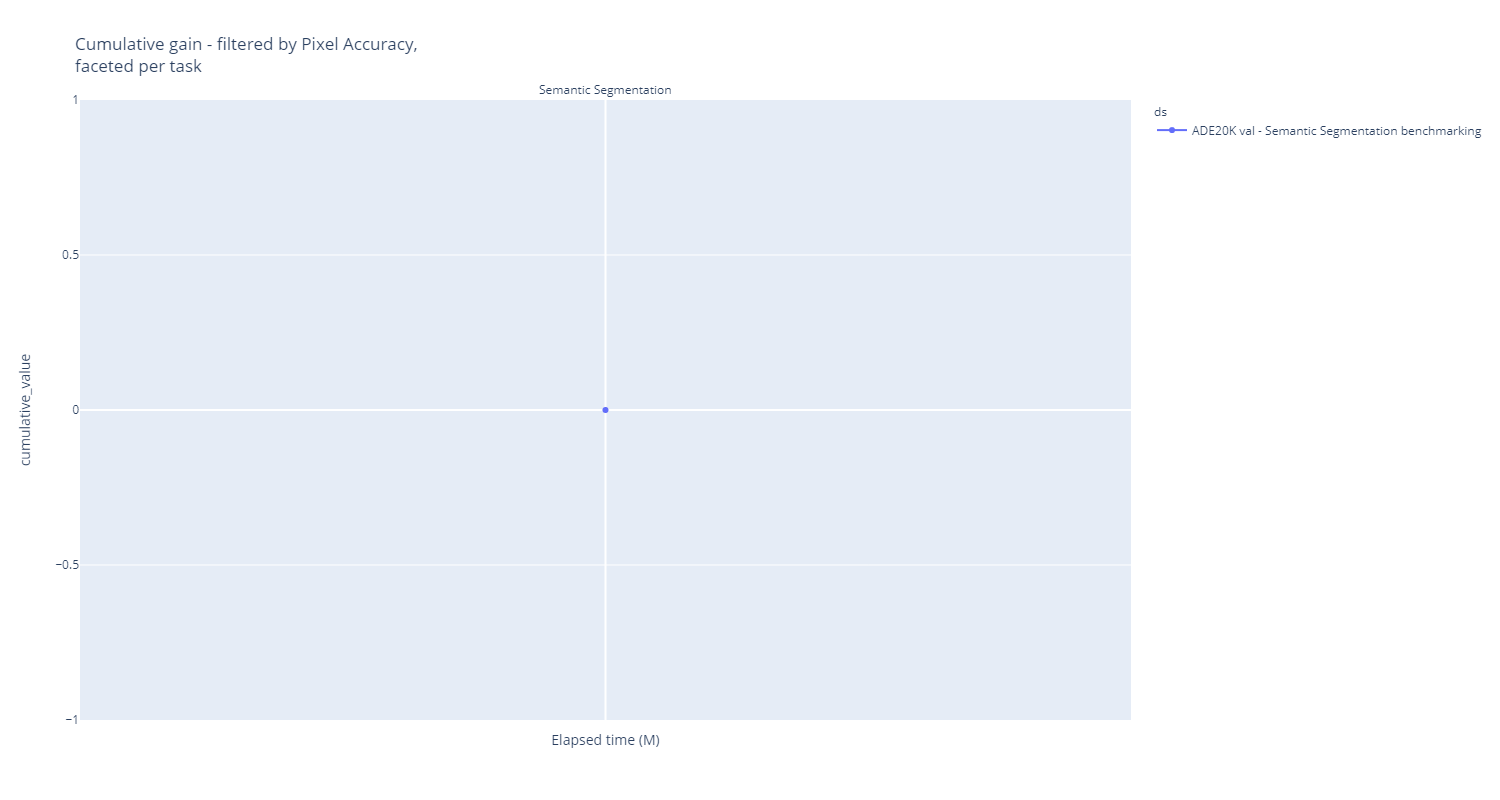 Cumulative gain - filtered by Pixel Accuracy,
faceted per task
Semantic Segmentation
1
0.5
0
−0.5
−1
cumulative_value
Elapsed time (M)
ds
ADE20K val - Semantic Segmentation benchmarking